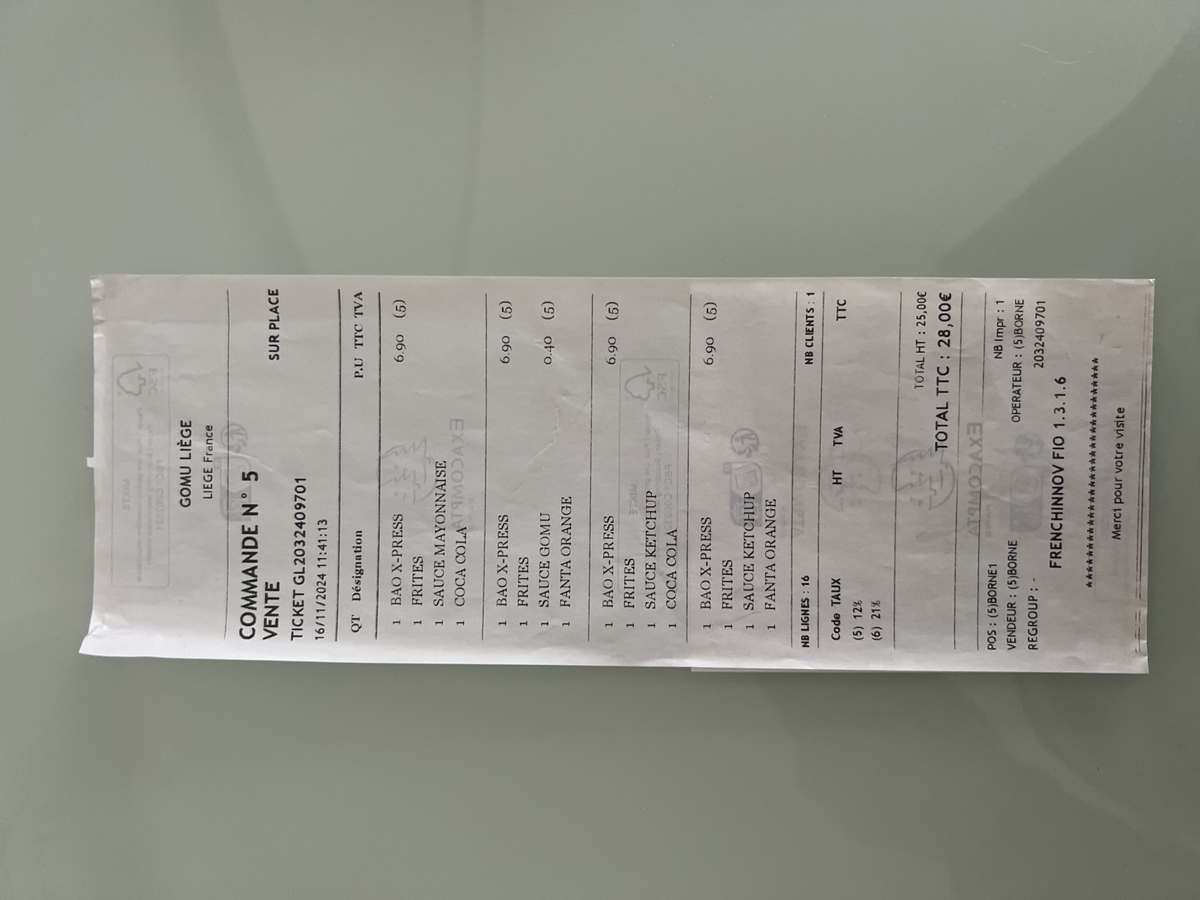 GOMU LIÈGE
LIEGE France
COMMANDE N° 5
VENTE SUR PLACE
TICKET GL2032409701
16/11/2024 11:41:13
QT Désignation P.U TTC TVA
1 BAO X-PRESS 6.90 (5)
1 FRITES
1 SAUCE MAYONNAISE
1 COCA COLA
1 BAO X-PRESS 6.90 (5)
1 FRITES
1 SAUCE GOMU 0.40 (5)
1 FANTA ORANGE
1 BAO X-PRESS 6.90 (5)
1 FRITES
1 SAUCE KETCHUP
1 COCA COLA
1 BAO X-PRESS 6.90 (5)
1 FRITES
1 SAUCE KETCHUP
1 FANTA ORANGE
NB LIGNES : 16 NB CLIENTS : 1
Code TAUX HT TVA TTC
(5) 12%
(6) 21%
TOTAL HT : 25,00€
TOTAL TTC : 28,00€
POS : (5)BORNE1 NB Impr : 1
VENDEUR : (5)BORNE OPERATEUR : (5)BORNE
REGROUP : - 2032409701
FRENCHINNOV FIO 1.3.1.6
****************************************
Merci pour votre visite
EXACOMPTA
EXACOMPTA
FSC
FSC
MIXTE